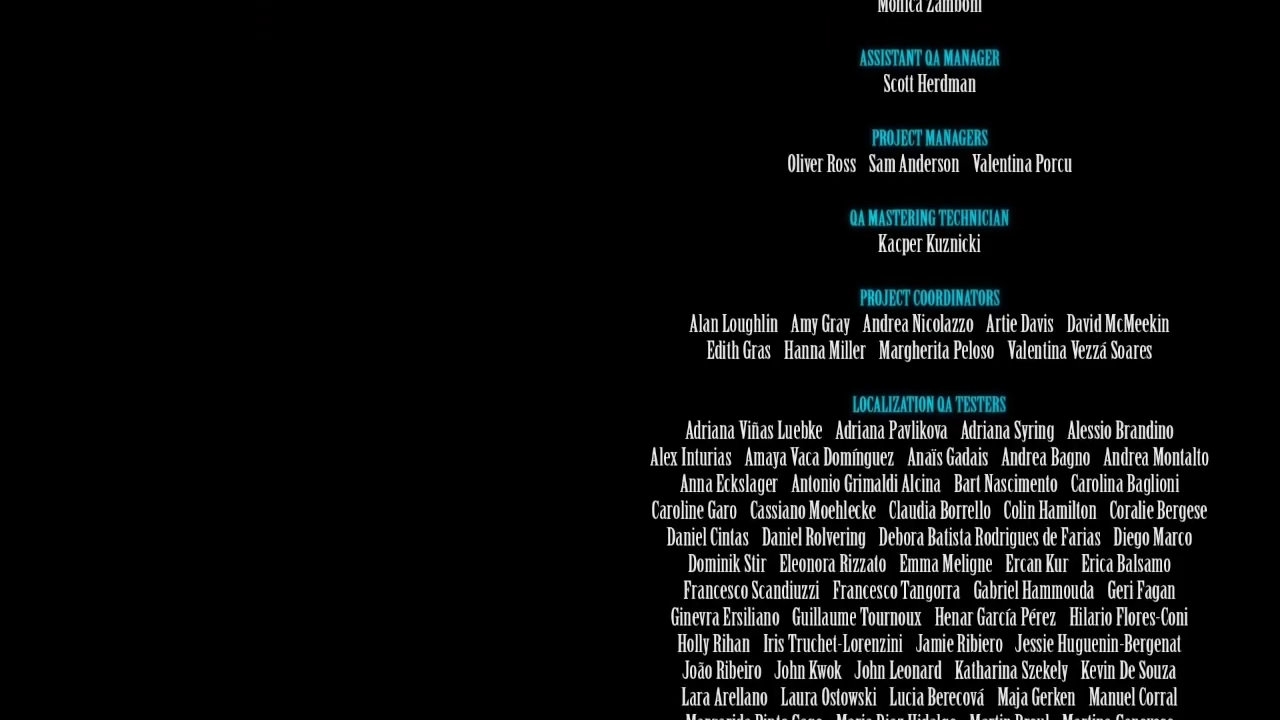 Monica Zamboni
ASSISTANT QA MANAGER
Scott Herdman
PROJECT MANAGERS
Oliver Ross Sam Anderson Valentina Porcu
QA MASTERING TECHNICIAN
Kacper Kuznicki
PROJECT COORDINATORS
Alan Loughlin Amy Gray Andrea Nicolazzo Artie Davis David McMeekin
Edith Gras Hanna Miller Margherita Peloso Valentina Vezzá Soares
LOCALIZATION QA TESTERS
Adriana Viñas Luebke Adriana Pavlikova Adriana Syring Alessio Brandino
Alex Inturias Amaya Vaca Domínguez Anaïs Gadais Andrea Bagno Andrea Montalto
Anna Eckslager Antonio Grimaldi Alcina Bart Nascimento Carolina Baglioni
Caroline Garo Cassiano Moehlecke Claudia Borrello Colin Hamilton Coralie Bergese
Daniel Cintas Daniel Rolvering Debora Batista Rodrigues de Farias Diego Marco
Dominik Stir Eleonora Rizzato Emma Meligne Ercan Kur Erica Balsamo
Francesco Scandiuzzi Francesco Tangorra Gabriel Hammouda Geri Fagan
Ginevra Ersiliano Guillaume Tournoux Henar García Pérez Hilario Flores-Coni
Holly Rihan Iris Truchet-Lorenzini Jamie Ribiero Jessie Huguenin-Bergenat
João Ribeiro John Kwok John Leonard Katharina Szekely Kevin De Souza
Lara Arellano Laura Ostowski Lucia Berecová Maja Gerken Manuel Corral